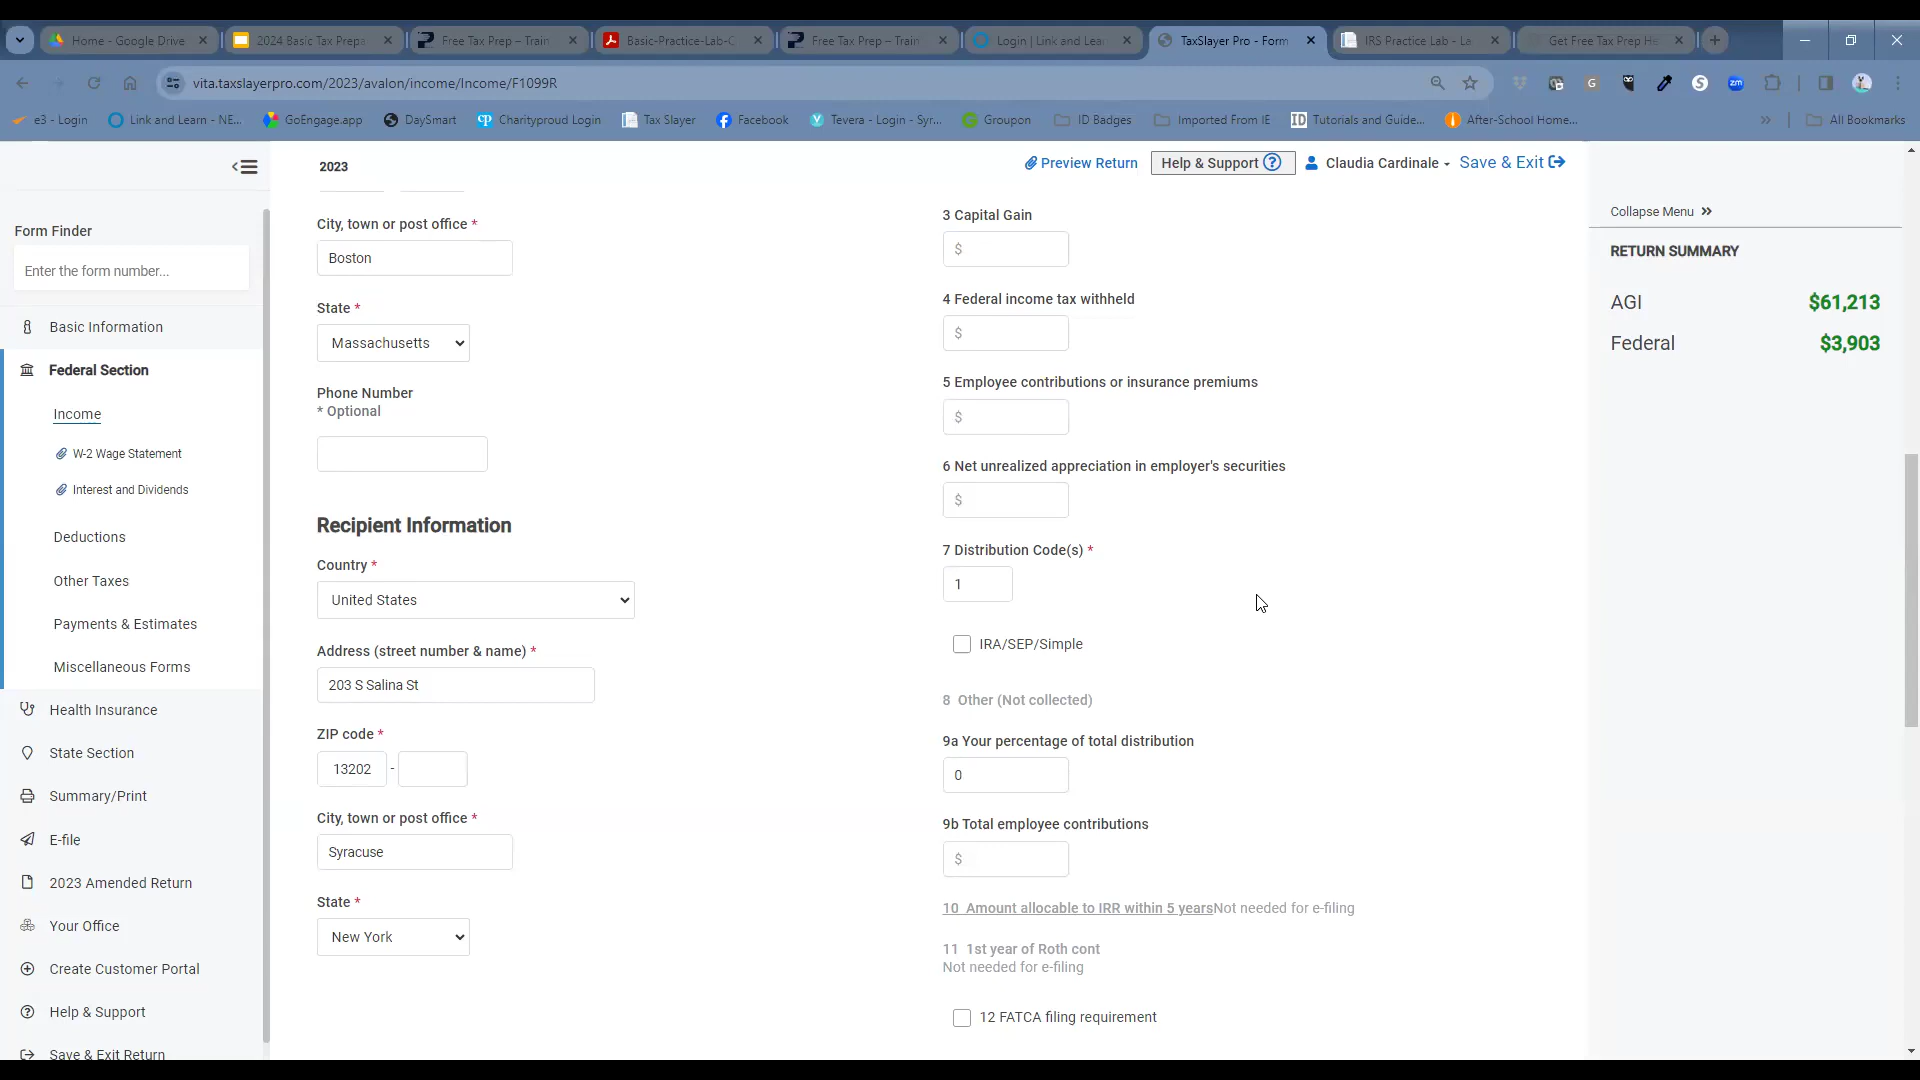 Home - Google Drive
2024 Basic Tax Prepa
Free Tax Prep – Train
Basic-Practice-Lab-C
Free Tax Prep – Train
Login | Link and Lea
TaxSlayer Pro - Form
IRS Practice Lab - La
Get Free Tax Prep He
vita.taxslayerpro.com/2023/avalon/income/Income/F1099R
e3 - Login
Link and Learn - NE...
GoEngage.app
DaySmart
Charityproud Login
Tax Slayer
Facebook
Tevera - Login - Syr...
Groupon
ID Badges
Imported From IE
Tutorials and Guide...
After-School Home...
All Bookmarks
2023
Preview Return
Help & Support
Claudia Cardinale
Save & Exit
Form Finder
Enter the form number...
Basic Information
Federal Section
Income
W-2 Wage Statement
Interest and Dividends
Deductions
Other Taxes
Payments & Estimates
Miscellaneous Forms
Health Insurance
State Section
Summary/Print
E-file
2023 Amended Return
Your Office
Create Customer Portal
Help & Support
Save & Exit Return
City, town or post office *
Boston
State *
Massachusetts
Phone Number
* Optional
Recipient Information
Country *
United States
Address (street number & name) *
203 S Salina St
ZIP code *
13202 -
City, town or post office *
Syracuse
State *
New York
3 Capital Gain
$
4 Federal income tax withheld
$
5 Employee contributions or insurance premiums
$
6 Net unrealized appreciation in employer's securities
$
7 Distribution Code(s) *
1
IRA/SEP/Simple
8 Other (Not collected)
9a Your percentage of total distribution
0
9b Total employee contributions
$
10 Amount allocable to IRR within 5 yearsNot needed for e-filing
11 1st year of Roth cont
Not needed for e-filing
12 FATCA filing requirement
Collapse Menu
RETURN SUMMARY
AGI $61,213
Federal $3,903